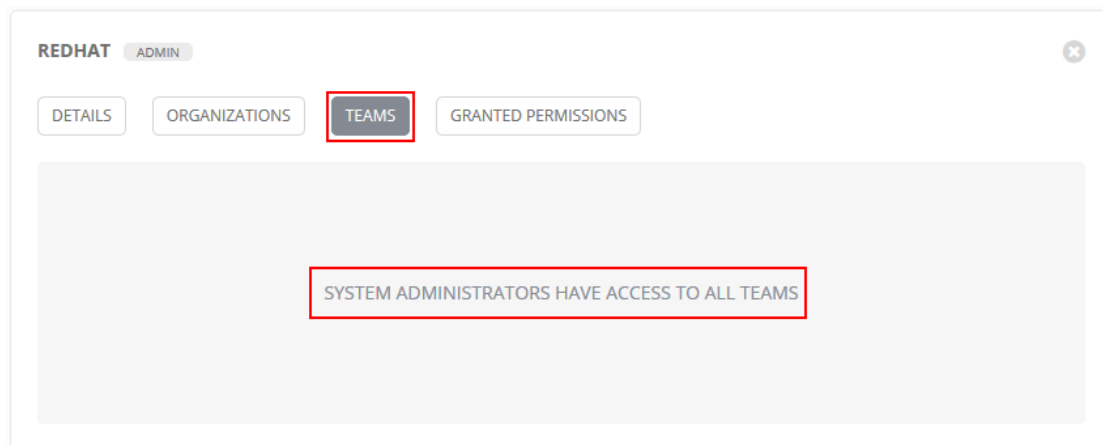 REDHAT ADMIN
DETAILS ORGANIZATIONS TEAMS GRANTED PERMISSIONS
SYSTEM ADMINISTRATORS HAVE ACCESS TO ALL TEAMS